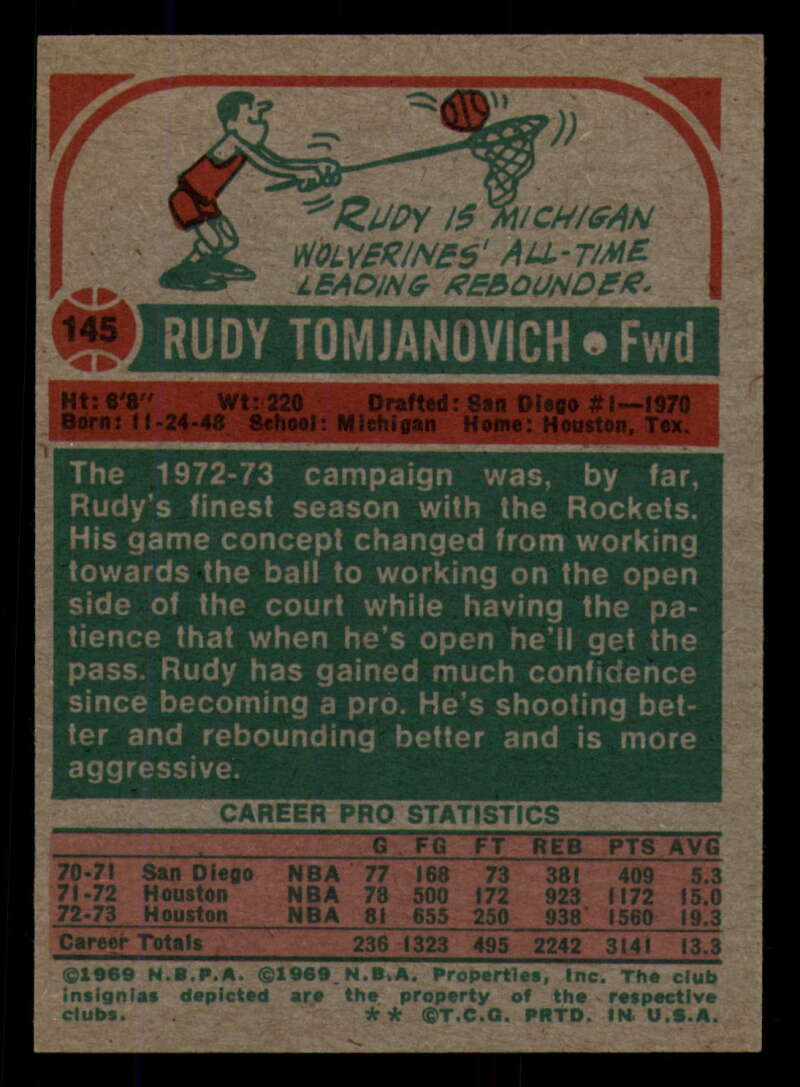 RUDY IS MICHIGAN
WOLVERINES' ALL-TIME
LEADING REBOUNDER.
145 RUDY TOMJANOVICH • Fwd
Ht: 6'8" Wt: 220 Drafted: San Diego #1—1970
Born: 11-24-48 School: Michigan Home: Houston, Tex.
The 1972-73 campaign was, by far,
Rudy's finest season with the Rockets.
His game concept changed from working
towards the ball to working on the open
side of the court while having the pa-
tience that when he's open he'll get the
pass. Rudy has gained much confidence
since becoming a pro. He's shooting bet-
ter and rebounding better and is more
aggressive.
CAREER PRO STATISTICS
G FG FT REB PTS AVG
70-71 San Diego NBA 77 168 73 381 409 5.3
71-72 Houston NBA 78 500 172 923 1172 15.0
72-73 Houston NBA 81 655 250 938 1560 19.3
Career Totals 236 1323 495 2242 3141 13.3
©1969 N.B.P.A. ©1969 N.B.A. Properties, Inc. The club
insignias depicted are the property of the respective
clubs. ** ©T.C.G. PRTD. IN U.S.A.